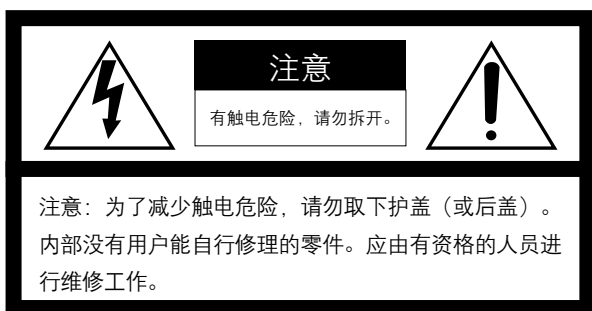 注意
有触电危险，请勿拆开。
注意：为了减少触电危险，请勿取下护盖（或后盖）。
内部没有用户能自行修理的零件。应由有资格的人员进
行维修工作。